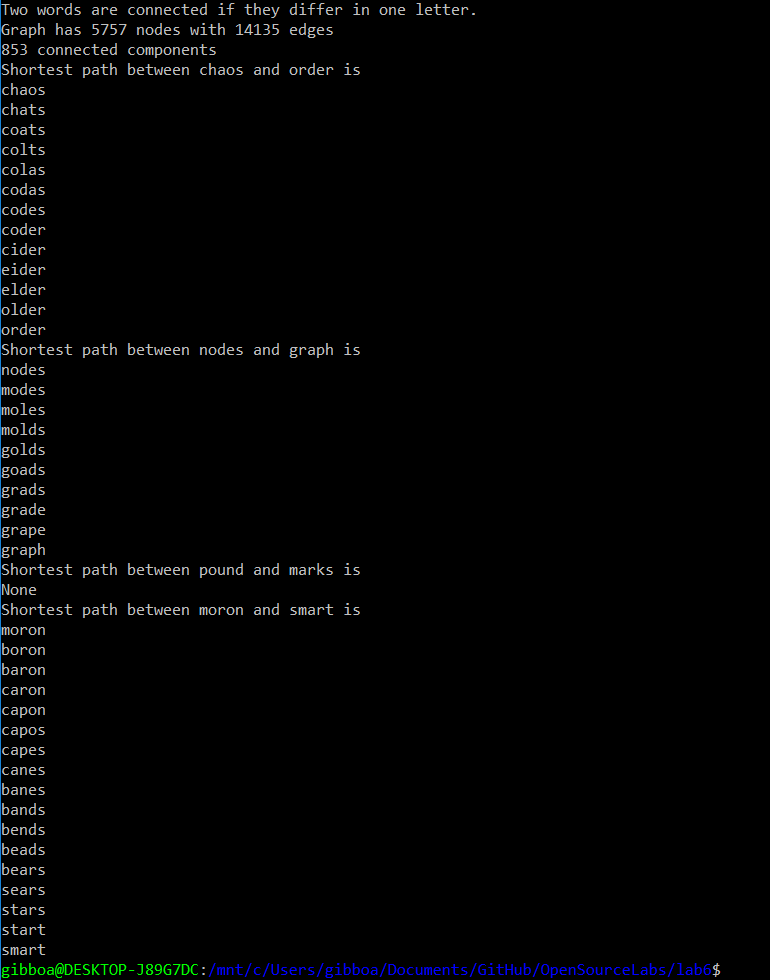 Two words are connected if they differ in one letter.
Graph has 5757 nodes with 14135 edges
853 connected components
Shortest path between chaos and order is
chaos
chats
coats
colts
colas
codas
codes
coder
cider
eider
elder
older
order
Shortest path between nodes and graph is
nodes
modes
moles
molds
golds
goads
grads
grade
grape
graph
Shortest path between pound and marks is
None
Shortest path between moron and smart is
moron
boron
baron
caron
capon
capos
capes
canes
banes
bands
bends
beads
bears
sears
stars
start
smart
gibboa@DESKTOP-J89G7DC:/mnt/c/Users/gibboa/Documents/GitHub/OpenSourceLabs/lab6$